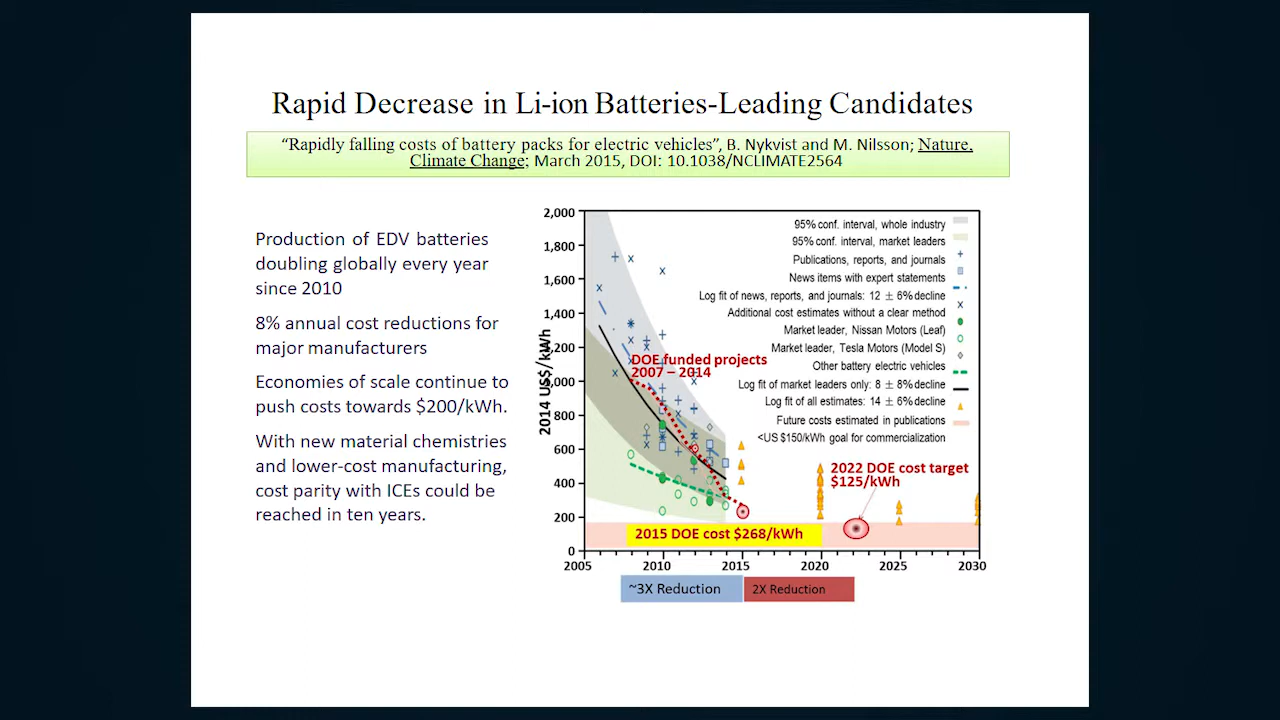 Rapid Decrease in Li-ion Batteries-Leading Candidates
“Rapidly falling costs of battery packs for electric vehicles”, B. Nykvist and M. Nilsson; Nature,
Climate Change; March 2015, DOI: 10.1038/NCLIMATE2564
Production of EDV batteries
doubling globally every year
since 2010
8% annual cost reductions for
major manufacturers
Economies of scale continue to
push costs towards $200/kWh.
With new material chemistries
and lower-cost manufacturing,
cost parity with ICEs could be
reached in ten years.
2014 US$/kWh
2,000
1,800
1,600
1,400
1,200
1,000
800
600
400
200
0
2005
2010
2015
2020
2025
2030
95% conf. interval, whole industry
95% conf. interval, market leaders
Publications, reports, and journals
News items with expert statements
Log fit of news, reports, and journals: 12 ± 6% decline
Additional cost estimates without a clear method
Market leader, Nissan Motors (Leaf)
Market leader, Tesla Motors (Model S)
Other battery electric vehicles
Log fit of market leaders only: 8 ± 8% decline
Log fit of all estimates: 14 ± 6% decline
Future costs estimated in publications
<US $150/kWh goal for commercialization
DOE funded projects
2007 – 2014
2022 DOE cost target
$125/kWh
2015 DOE cost $268/kWh
~3X Reduction
2X Reduction